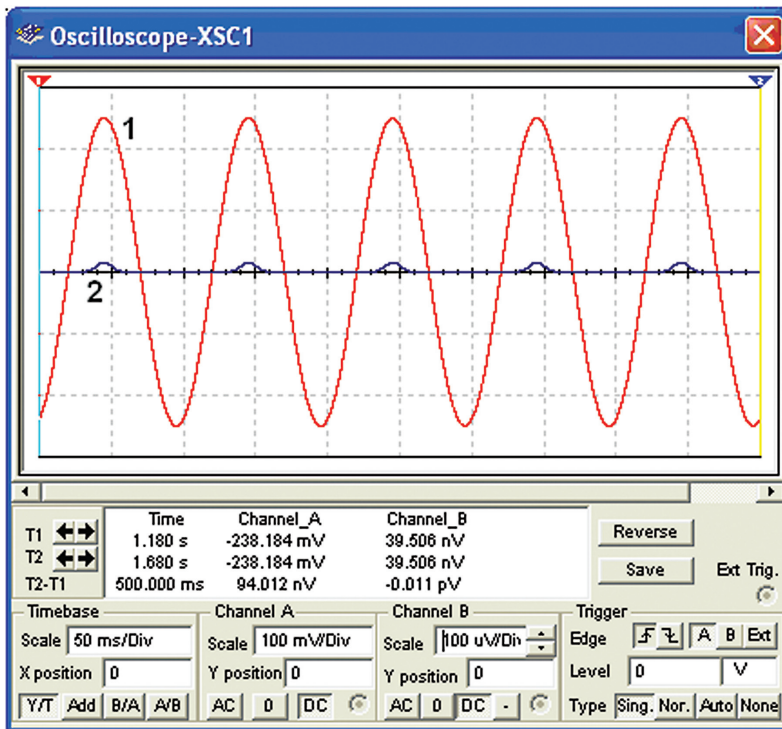 Oscilloscope-XSC1
1
2
1
2
Time Channel_A Channel_B
T1 1.180 s -238.184 mV 39.506 nV
T2 1.680 s -238.184 mV 39.506 nV
T2-T1 500.000 ms 94.012 nV -0.011 pV
Reverse
Save
Ext Trig.
Timebase
Scale 50 ms/Div
X position 0
Y/T Add B/A A/B
Channel A
Scale 100 mV/Div
Y position 0
AC 0 DC
Channel B
Scale 100 uV/Div
Y position 0
AC 0 DC -
Trigger
Edge A B Ext
Level 0 V
Type Sing. Nor. Auto None